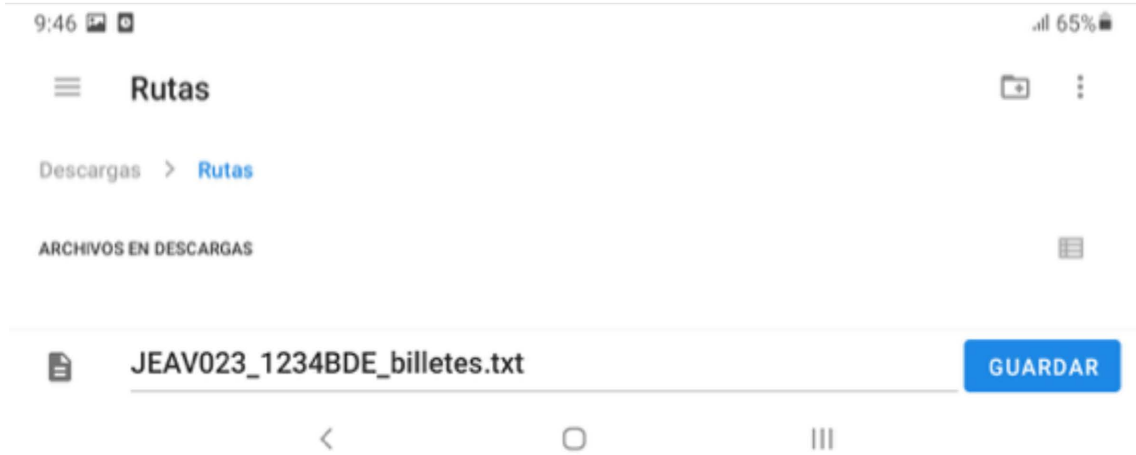 9:46 65%
Rutas
Descargas > Rutas
ARCHIVOS EN DESCARGAS
JEAV023_1234BDE_billetes.txt GUARDAR